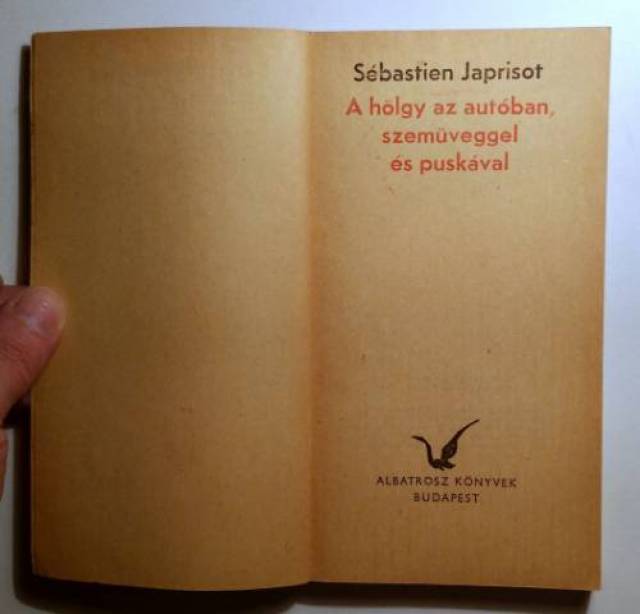 Sébastien Japrisot
A hölgy az autóban,
szemüveggel
és puskával
ALBATROSZ KÖNYVEK
BUDAPEST